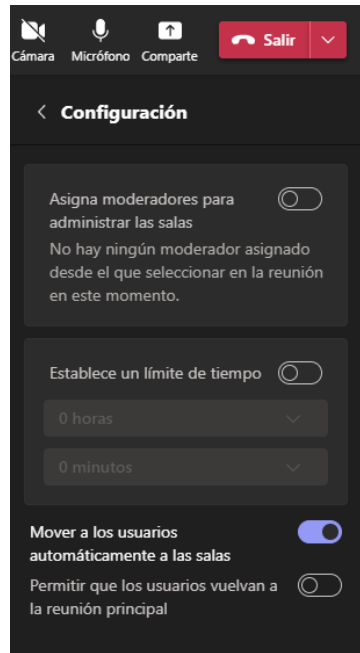 Cámara Micrófono Comparte Salir
Configuración
Asigna moderadores para
administrar las salas
No hay ningún moderador asignado
desde el que seleccionar en la reunión
en este momento.
Establece un límite de tiempo
0 horas
0 minutos
Mover a los usuarios
automáticamente a las salas
Permitir que los usuarios vuelvan a
la reunión principal